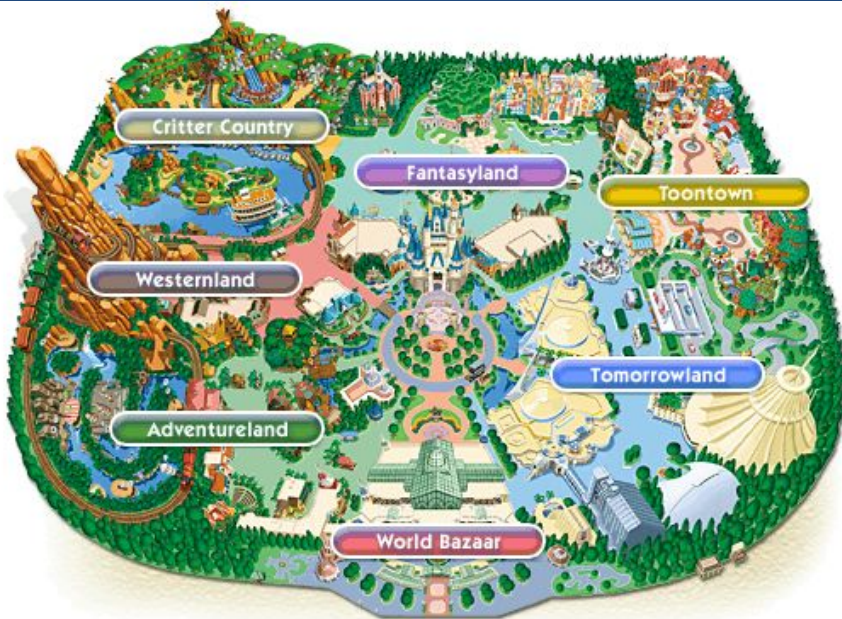 Critter Country
Fantasyland
Toontown
Westernland
Tomorrowland
Adventureland
World Bazaar